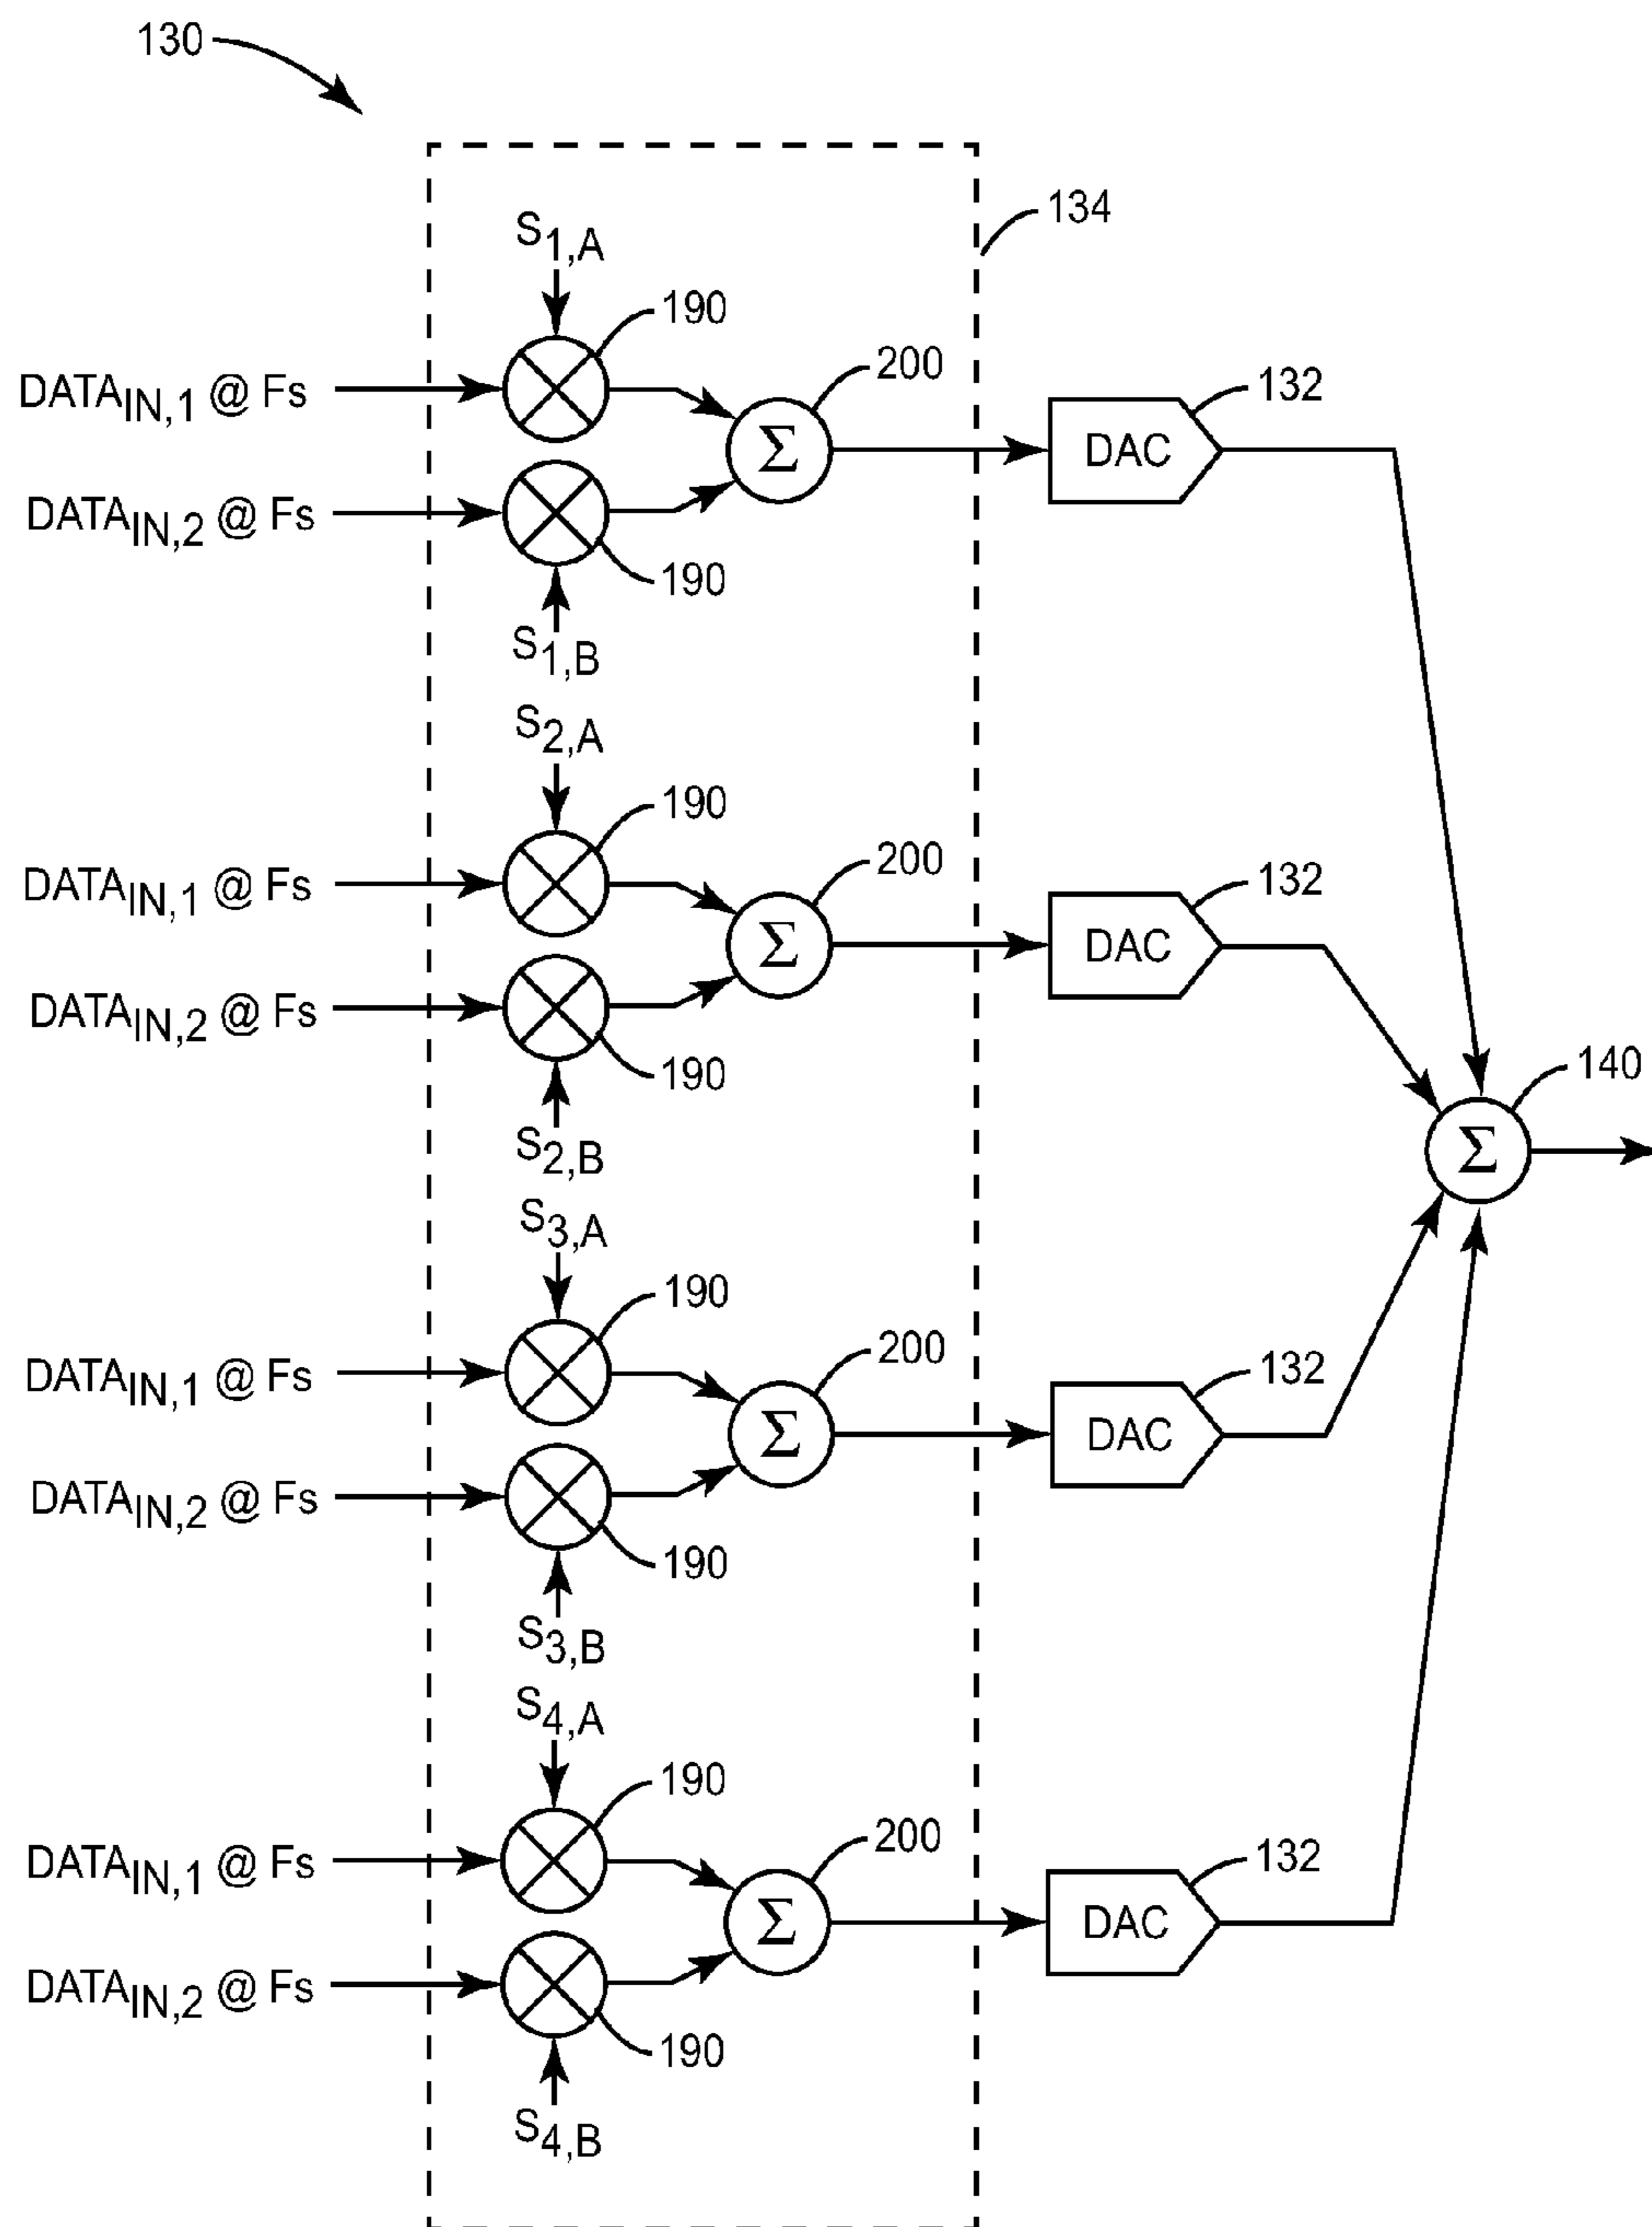 130
134
S1,A
190
200
132
DATAIN,1 @ Fs
Σ
DAC
DATAIN,2 @ Fs
190
S1,B
S2,A
190
200
132
DATAIN,1 @ Fs
Σ
DAC
DATAIN,2 @ Fs
190
140
S2,B
Σ
S3,A
190
200
132
DATAIN,1 @ Fs
Σ
DAC
DATAIN,2 @ Fs
190
S3,B
S4,A
190
200
132
DATAIN,1 @ Fs
Σ
DAC
DATAIN,2 @ Fs
190
S4,B